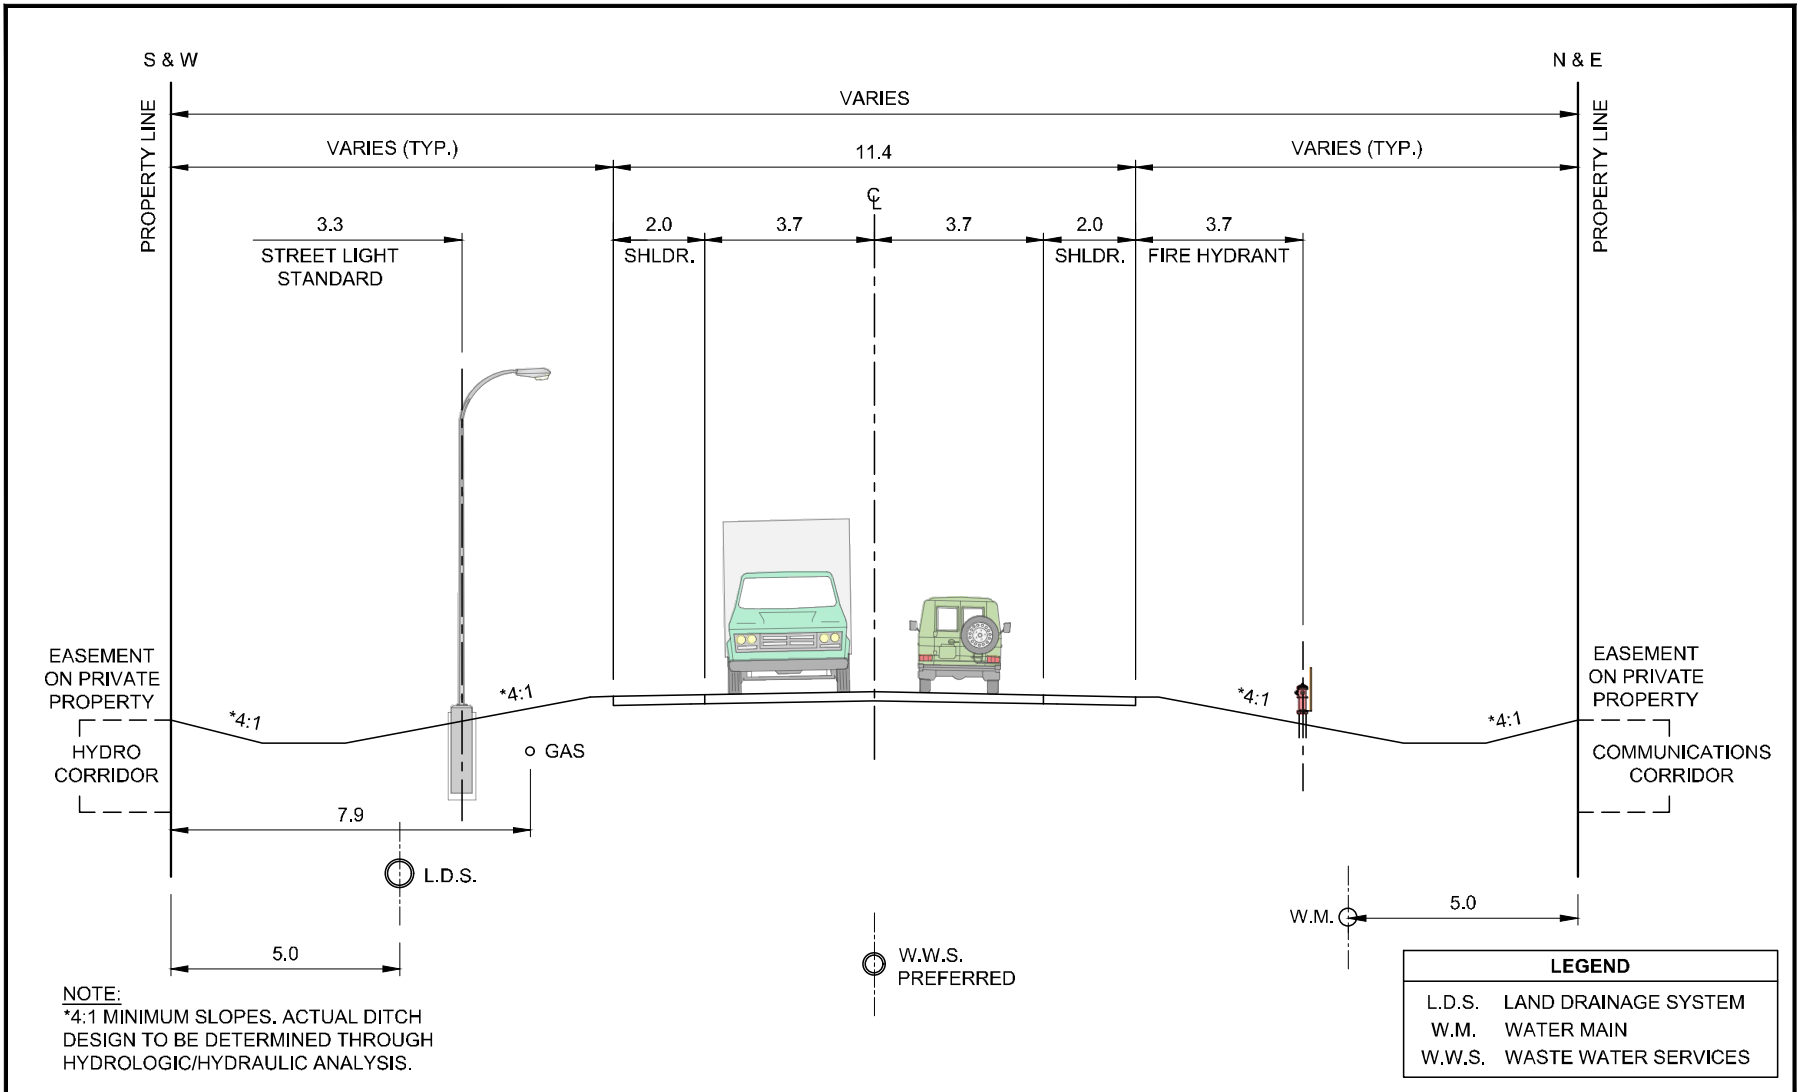 S & W
N & E
PROPERTY LINE
PROPERTY LINE
VARIES
VARIES (TYP.)
11.4
VARIES (TYP.)
℄
3.3
2.0
3.7
3.7
2.0
3.7
STREET LIGHT
STANDARD
SHLDR.
SHLDR.
FIRE HYDRANT
EASEMENT
ON PRIVATE
PROPERTY
*4:1
*4:1
*4:1
*4:1
EASEMENT
ON PRIVATE
PROPERTY
HYDRO
CORRIDOR
GAS
COMMUNICATIONS
CORRIDOR
7.9
L.D.S.
W.M.
5.0
5.0
W.W.S.
PREFERRED
NOTE:
*4:1 MINIMUM SLOPES. ACTUAL DITCH
DESIGN TO BE DETERMINED THROUGH
HYDROLOGIC/HYDRAULIC ANALYSIS.
LEGEND
L.D.S. LAND DRAINAGE SYSTEM
W.M. WATER MAIN
W.W.S. WASTE WATER SERVICES